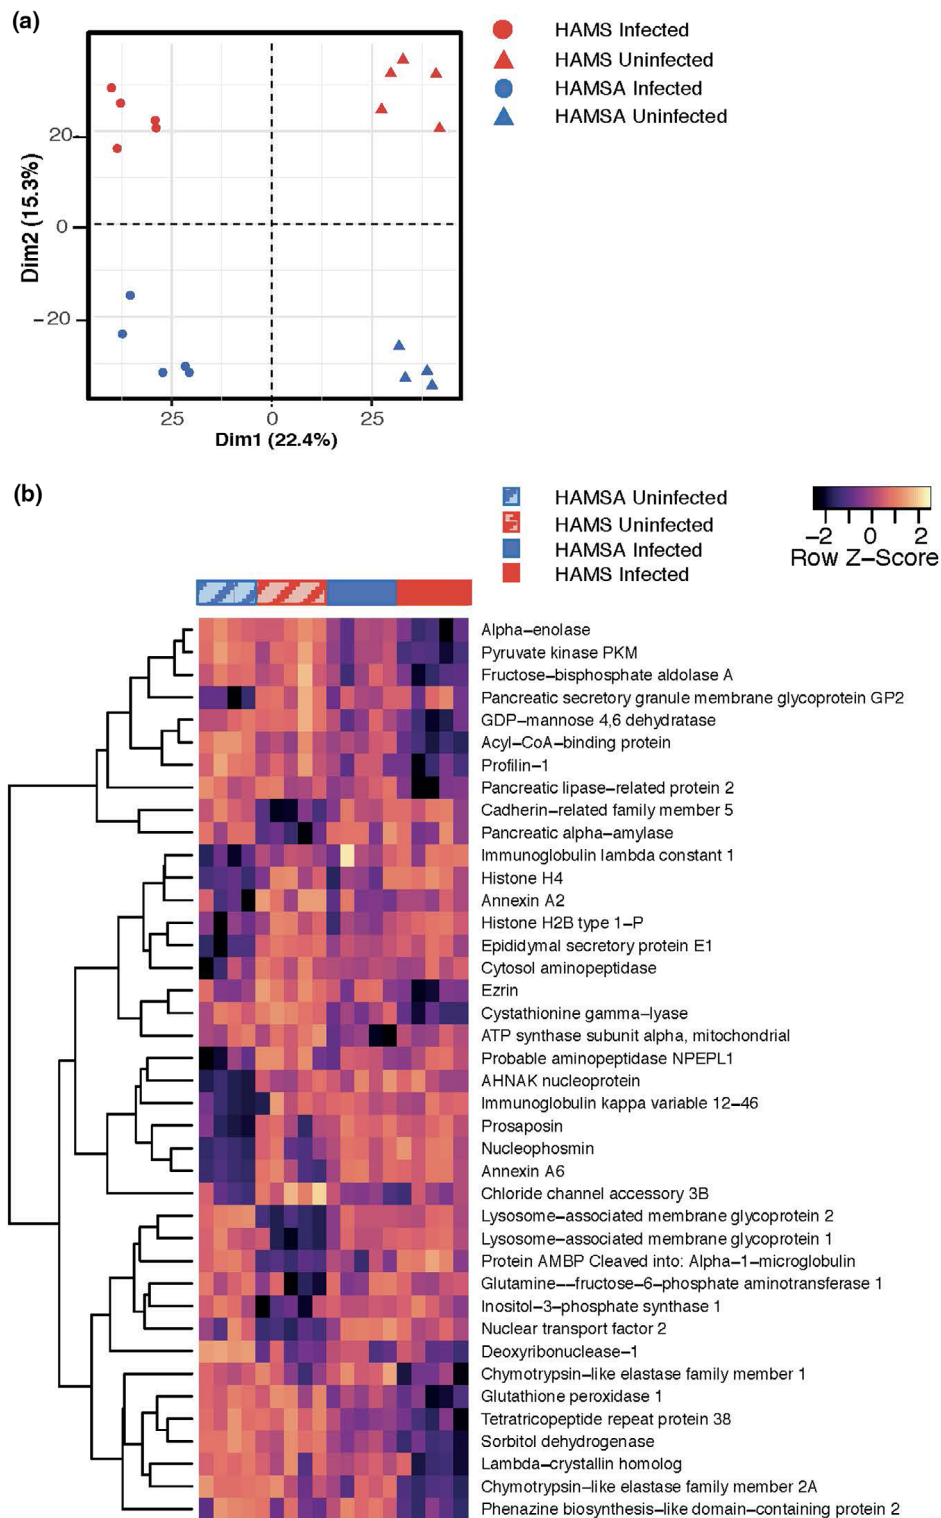 (a)
HAMS Infected
HAMS Uninfected
HAMSA Infected
HAMSA Uninfected
Dim2 (15.3%)
20
0
−20
25
0
25
Dim1 (22.4%)
(b)
HAMSA Uninfected
HAMS Uninfected
HAMSA Infected
HAMS Infected
−2
0
2
Row Z−Score
Alpha−enolase
Pyruvate kinase PKM
Fructose−bisphosphate aldolase A
Pancreatic secretory granule membrane glycoprotein GP2
GDP−mannose 4,6 dehydratase
Acyl−CoA−binding protein
Profilin−1
Pancreatic lipase−related protein 2
Cadherin−related family member 5
Pancreatic alpha−amylase
Immunoglobulin lambda constant 1
Histone H4
Annexin A2
Histone H2B type 1−P
Epididymal secretory protein E1
Cytosol aminopeptidase
Ezrin
Cystathionine gamma−lyase
ATP synthase subunit alpha, mitochondrial
Probable aminopeptidase NPEPL1
AHNAK nucleoprotein
Immunoglobulin kappa variable 12−46
Prosaposin
Nucleophosmin
Annexin A6
Chloride channel accessory 3B
Lysosome−associated membrane glycoprotein 2
Lysosome−associated membrane glycoprotein 1
Protein AMBP Cleaved into: Alpha−1−microglobulin
Glutamine−−fructose−6−phosphate aminotransferase 1
Inositol−3−phosphate synthase 1
Nuclear transport factor 2
Deoxyribonuclease−1
Chymotrypsin−like elastase family member 1
Glutathione peroxidase 1
Tetratricopeptide repeat protein 38
Sorbitol dehydrogenase
Lambda−crystallin homolog
Chymotrypsin−like elastase family member 2A
Phenazine biosynthesis−like domain−containing protein 2